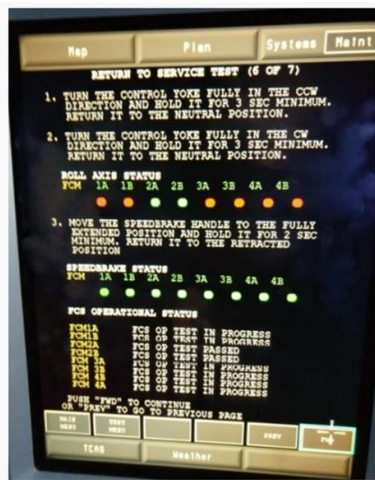 Map Plan Systems Maint
RETURN TO SERVICE TEST (6 OF 7)
1. TURN THE CONTROL YOKE FULLY IN THE CCW
DIRECTION AND HOLD IT FOR 3 SEC MINIMUM.
RETURN IT TO THE NEUTRAL POSITION.
2. TURN THE CONTROL YOKE FULLY IN THE CW
DIRECTION AND HOLD IT FOR 3 SEC MINIMUM.
RETURN IT TO THE NEUTRAL POSITION.
ROLL AXIS STATUS
FCM 1A 1B 2A 2B 3A 3B 4A 4B
3. MOVE THE SPEEDBRAKE HANDLE TO THE FULLY
EXTENDED POSITION AND HOLD IT FOR 2 SEC
MINIMUM. RETURN IT TO THE RETRACTED
POSITION
SPEEDBRAKE STATUS
FCM 1A 1B 2A 2B 3A 3B 4A 4B
FCS OPERATIONAL STATUS
FCM1A FCS OP TEST IN PROGRESS
FCM1B FCS OP TEST IN PROGRESS
FCM2A FCS OP TEST PASSED
FCM2B FCS OP TEST PASSED
FCM 3A FCS OP TEST IN PROGRESS
FCM 3B FCS OP TEST IN PROGRESS
FCM 4B FCS OP TEST IN PROGRESS
FCM 4A FCS OP TEST IN PROGRESS
PUSH "FWD" TO CONTINUE
OR "PREV" TO GO TO PREVIOUS PAGE
MAIN MENU TEST MENU PREV
TCAS Weather